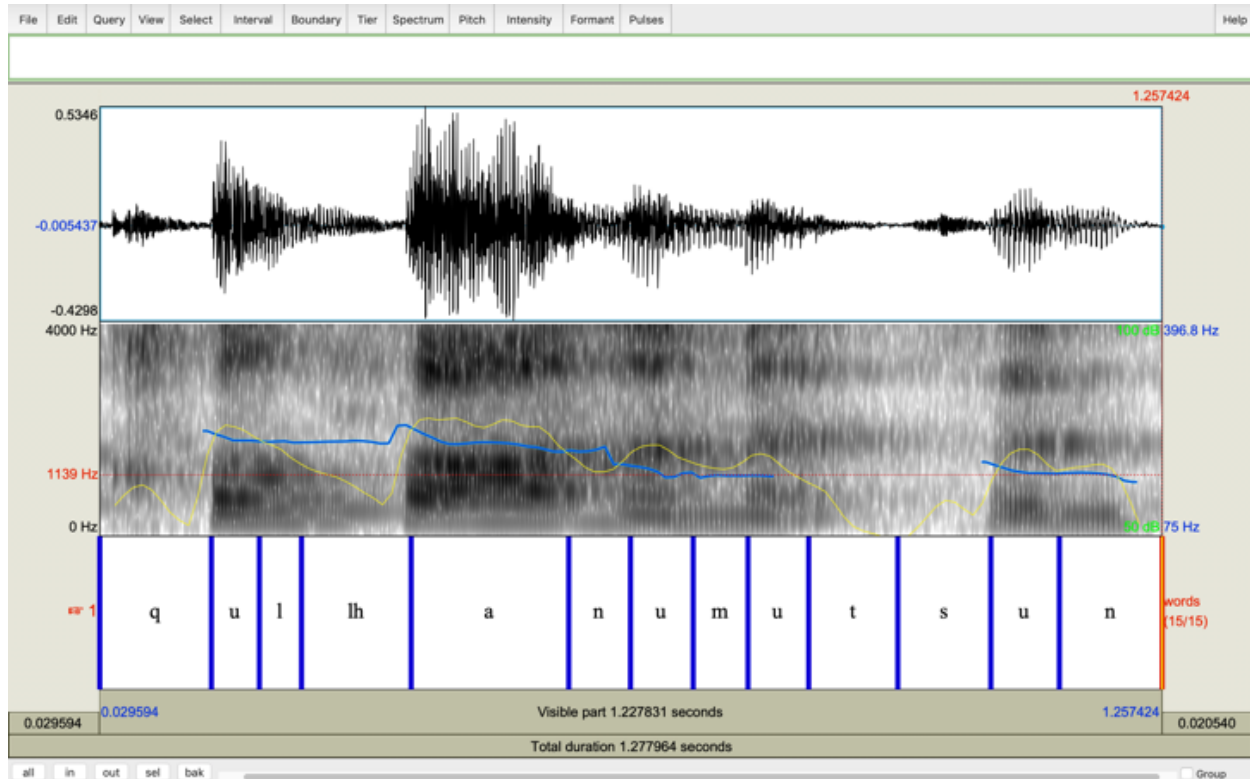 File Edit Query View Select Interval Boundary Tier Spectrum Pitch Intensity Formant Pulses Help
1.257424
0.5346
-0.005437
-0.4298
4000 Hz 100 dB 396.8 Hz
1139 Hz
0 Hz 50 dB 75 Hz
1 q u l lh a n u m u t s u n words
(15/15)
0.029594 Visible part 1.227831 seconds 1.257424
0.029594 0.020540
Total duration 1.277964 seconds
all in out sel bak Group